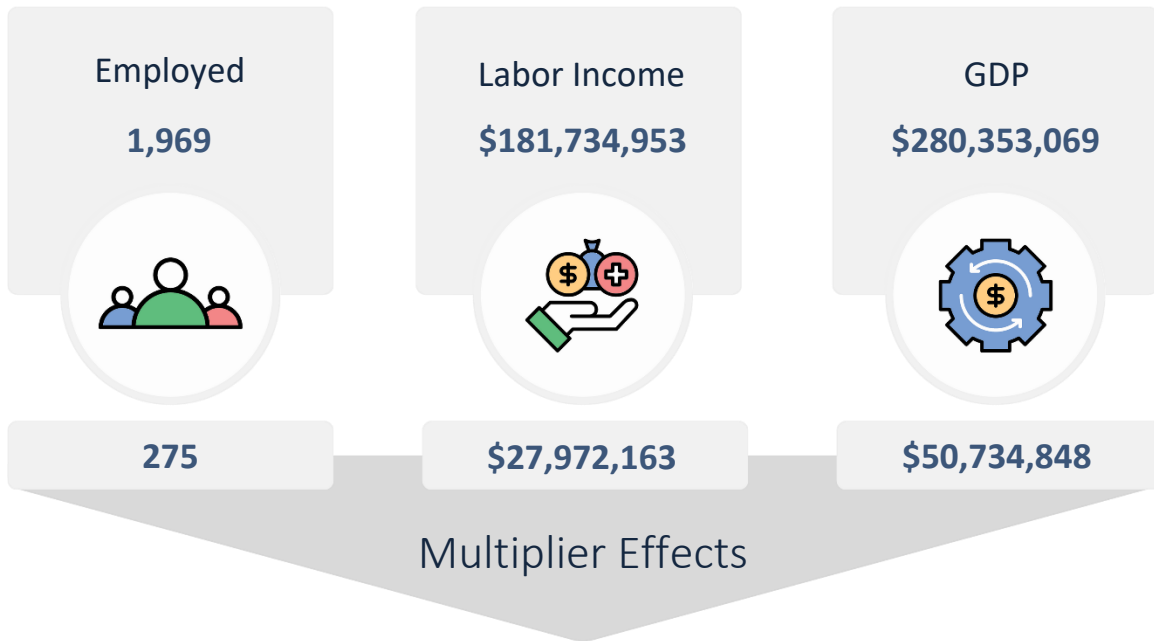 Employed
1,969
Labor Income
$181,734,953
GDP
$280,353,069
$
$
275
$27,972,163
$50,734,848
Multiplier Effects